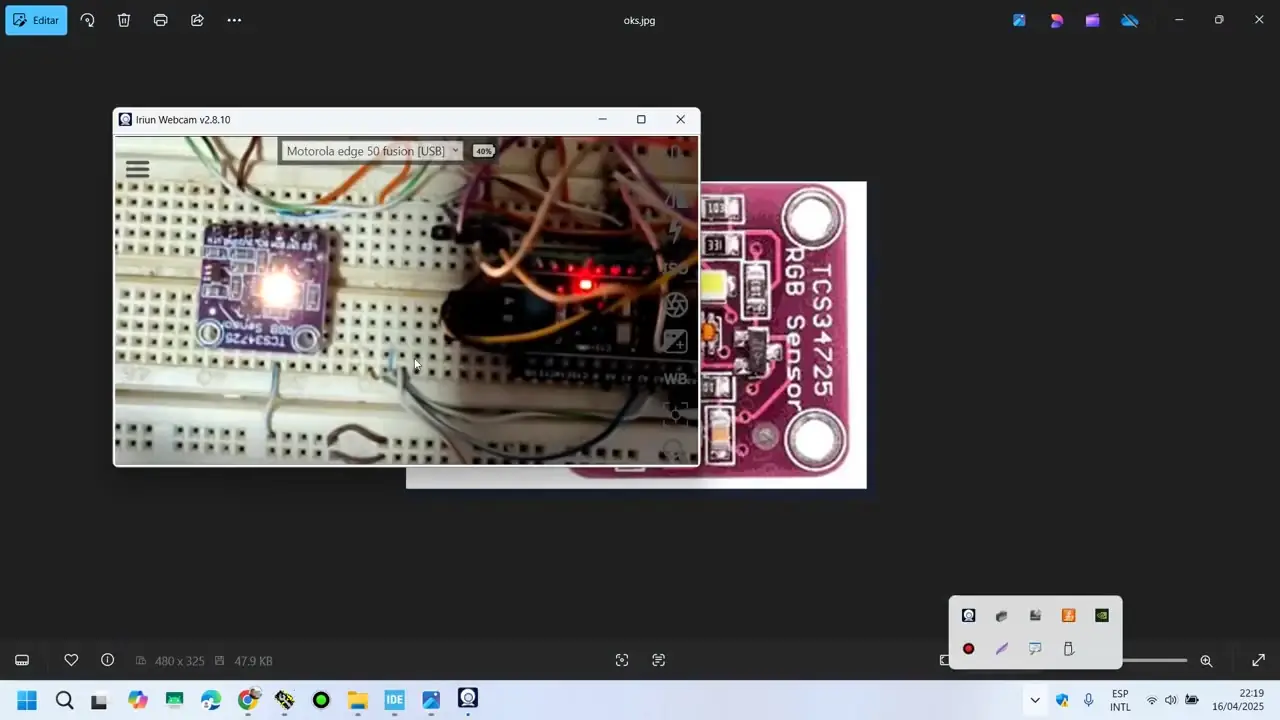 Editar
oks.jpg
Iriun Webcam v2.8.10
Motorola edge 50 fusion [USB]
40%
ISO
WB
TCS34725
RGB Sensor
103
331
TCS34725
RGB Sensor
480 x 325
47.9 KB
IDE
ESP
INTL
22:19
16/04/2025